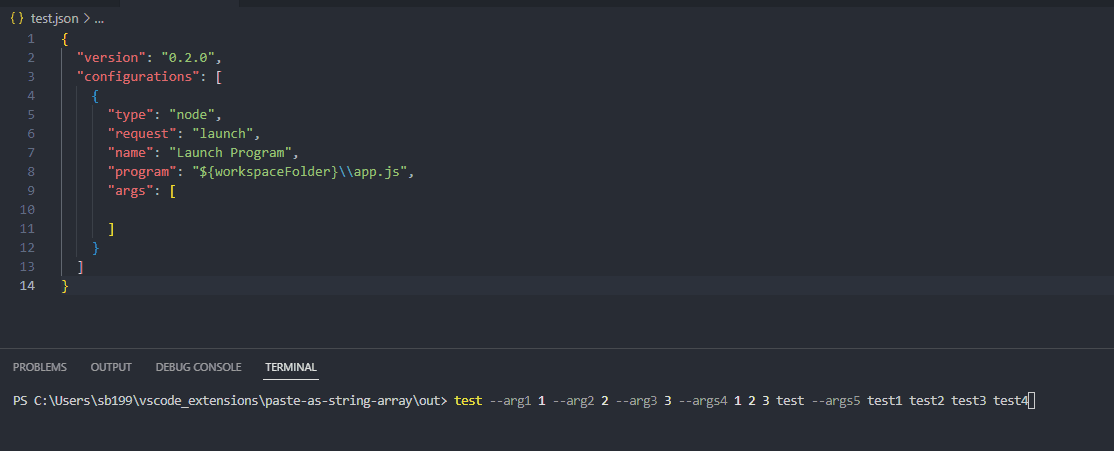 { } test.json > ...
1 {
2 "version": "0.2.0",
3 "configurations": [
4 {
5 "type": "node",
6 "request": "launch",
7 "name": "Launch Program",
8 "program": "${workspaceFolder}\\app.js",
9 "args": [
10
11 ]
12 }
13 ]
14 }
PROBLEMS OUTPUT DEBUG CONSOLE TERMINAL
PS C:\Users\sb199\vscode_extensions\paste-as-string-array\out> test --arg1 1 --arg2 2 --arg3 3 --args4 1 2 3 test --args5 test1 test2 test3 test4